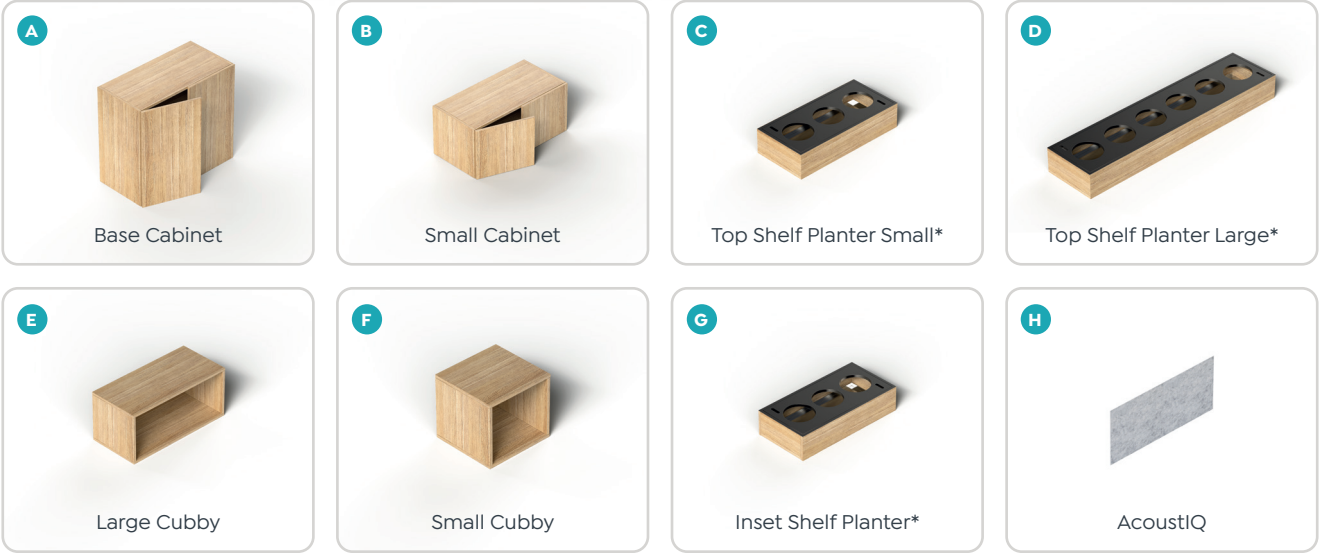 A
Base Cabinet
B
Small Cabinet
C
Top Shelf Planter Small*
D
Top Shelf Planter Large*
E
Large Cubby
F
Small Cubby
G
Inset Shelf Planter*
H
AcoustIQ